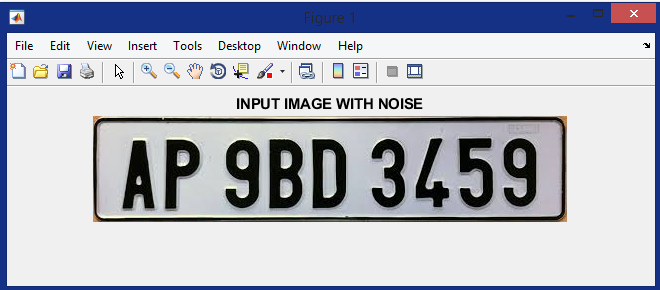 Figure 1
File Edit View Insert Tools Desktop Window Help
INPUT IMAGE WITH NOISE
AP 9BD 3459